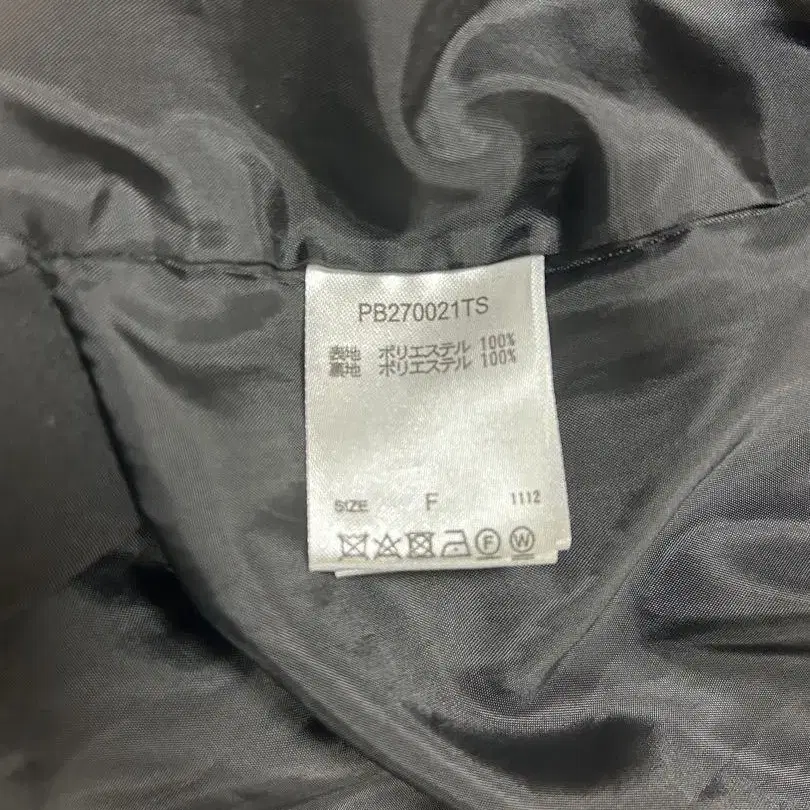 PB270021TS
表地 ポリエステル 100%
裏地 ポリエステル 100%
SIZE F 1112
F W